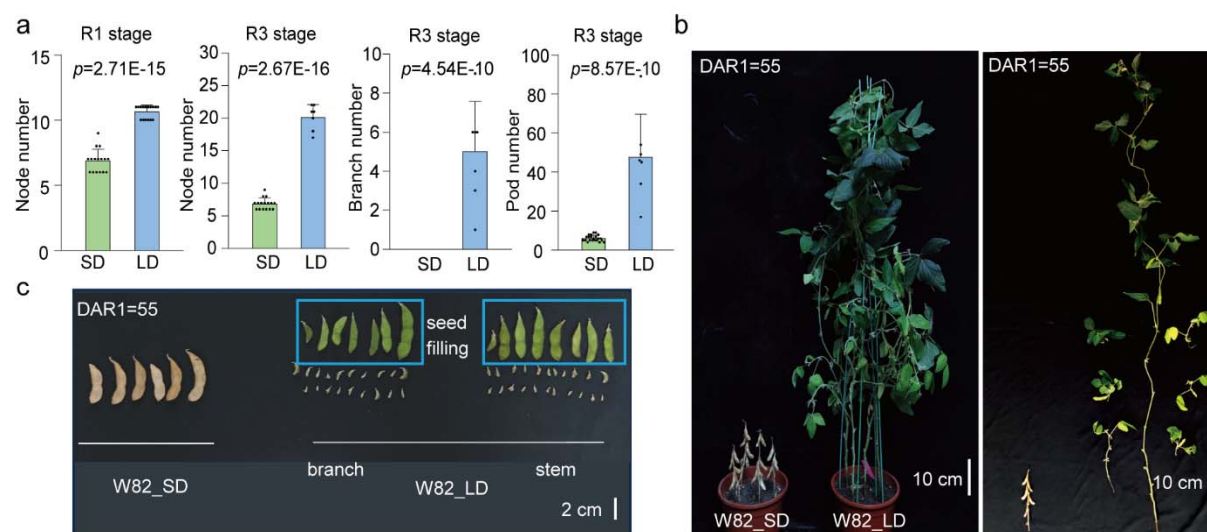 a
R1 stage
p=2.71E-15
Node number
15
10
5
0
SD
LD
R3 stage
p=2.67E-16
Node number
30
25
20
15
10
5
0
SD
LD
R3 stage
p=4.54E-10
Branch number
10
8
6
4
2
0
SD
LD
R3 stage
p=8.57E-10
Pod number
100
80
60
40
20
0
SD
LD
b
DAR1=55
W82_SD
W82_LD
10 cm
DAR1=55
10 cm
c
DAR1=55
seed
filling
branch
stem
W82_SD
W82_LD
2 cm